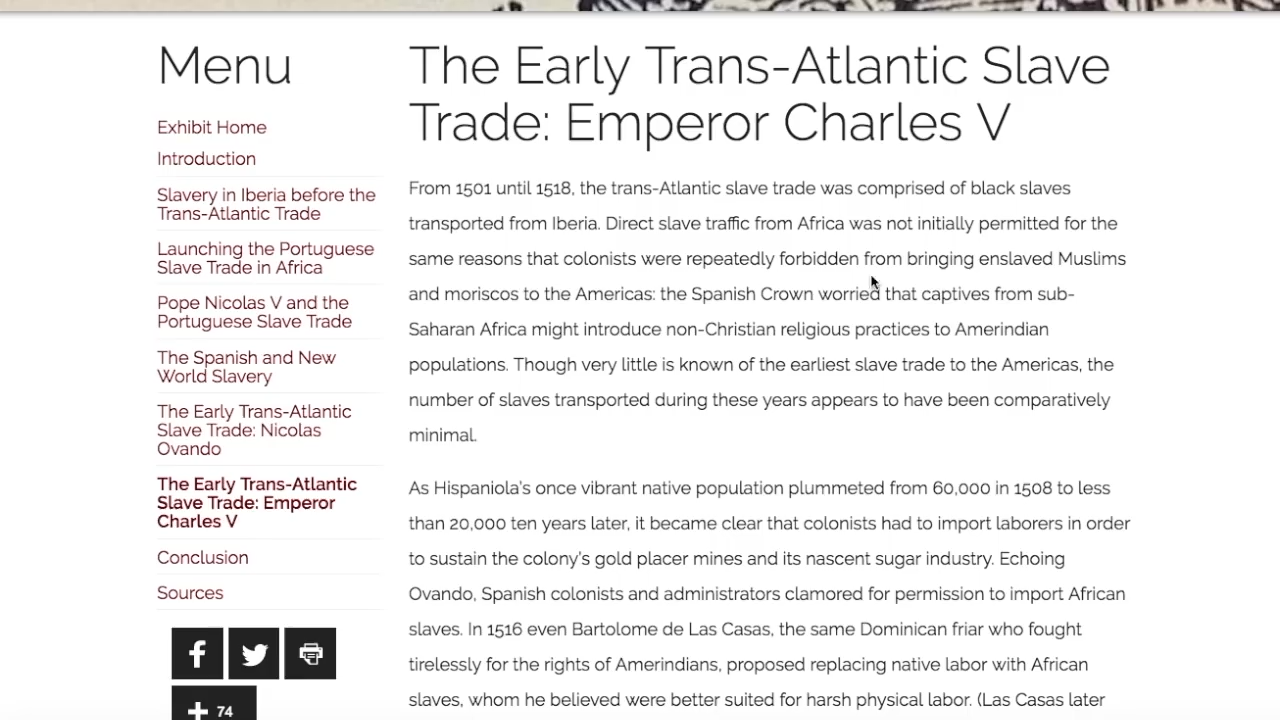 Menu
Exhibit Home
Introduction
Slavery in Iberia before the
Trans-Atlantic Trade
Launching the Portuguese
Slave Trade in Africa
Pope Nicolas V and the
Portuguese Slave Trade
The Spanish and New
World Slavery
The Early Trans-Atlantic
Slave Trade: Nicolas
Ovando
The Early Trans-Atlantic
Slave Trade: Emperor
Charles V
Conclusion
Sources
74
The Early Trans-Atlantic Slave
Trade: Emperor Charles V
From 1501 until 1518, the trans-Atlantic slave trade was comprised of black slaves
transported from Iberia. Direct slave traffic from Africa was not initially permitted for the
same reasons that colonists were repeatedly forbidden from bringing enslaved Muslims
and moriscos to the Americas: the Spanish Crown worried that captives from sub-
Saharan Africa might introduce non-Christian religious practices to Amerindian
populations. Though very little is known of the earliest slave trade to the Americas, the
number of slaves transported during these years appears to have been comparatively
minimal.
As Hispaniola's once vibrant native population plummeted from 60,000 in 1508 to less
than 20,000 ten years later, it became clear that colonists had to import laborers in order
to sustain the colony's gold placer mines and its nascent sugar industry. Echoing
Ovando, Spanish colonists and administrators clamored for permission to import African
slaves. In 1516 even Bartolome de Las Casas, the same Dominican friar who fought
tirelessly for the rights of Amerindians, proposed replacing native labor with African
slaves, whom he believed were better suited for harsh physical labor. (Las Casas later